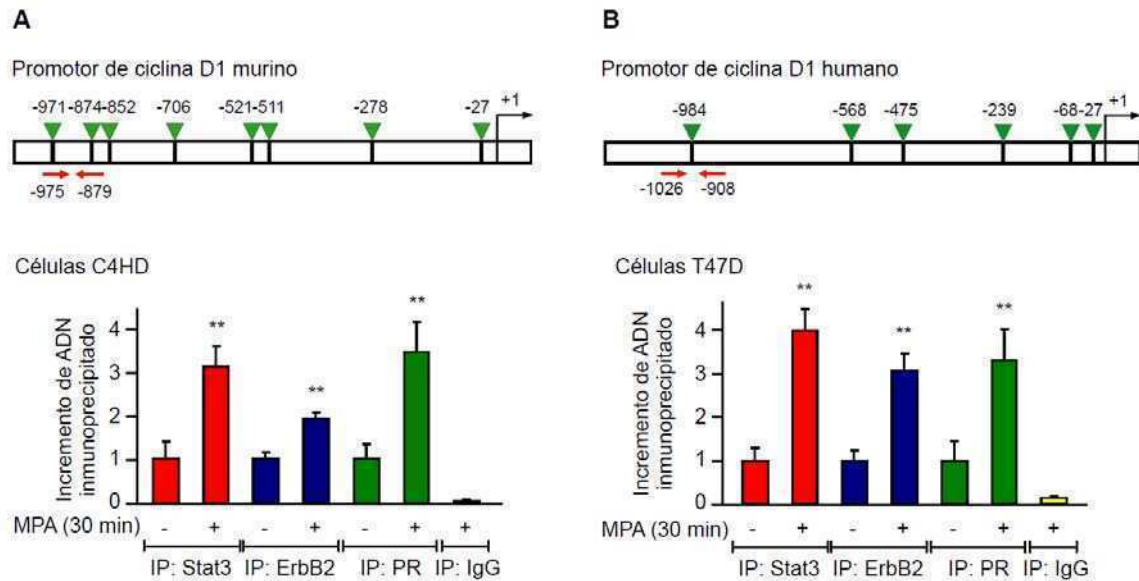 A
Promotor de ciclina D1 murino
-971 -874 -852 -706 -521 -511 -278 -27 +1
-975 -879
Células C4HD
Incremento de ADN
inmunoprecipitado
4
3
2
1
0
** ** **
MPA (30 min) - + - + - + +
IP: Stat3 IP: ErbB2 IP: PR IP: IgG
B
Promotor de ciclina D1 humano
-984 -568 -475 -239 -68 -27 +1
-1026 -908
Células T47D
Incremento de ADN
inmunoprecipitado
4
3
2
1
0
** ** **
MPA (30 min) - + - + - + +
IP: Stat3 IP: ErbB2 IP: PR IP: IgG